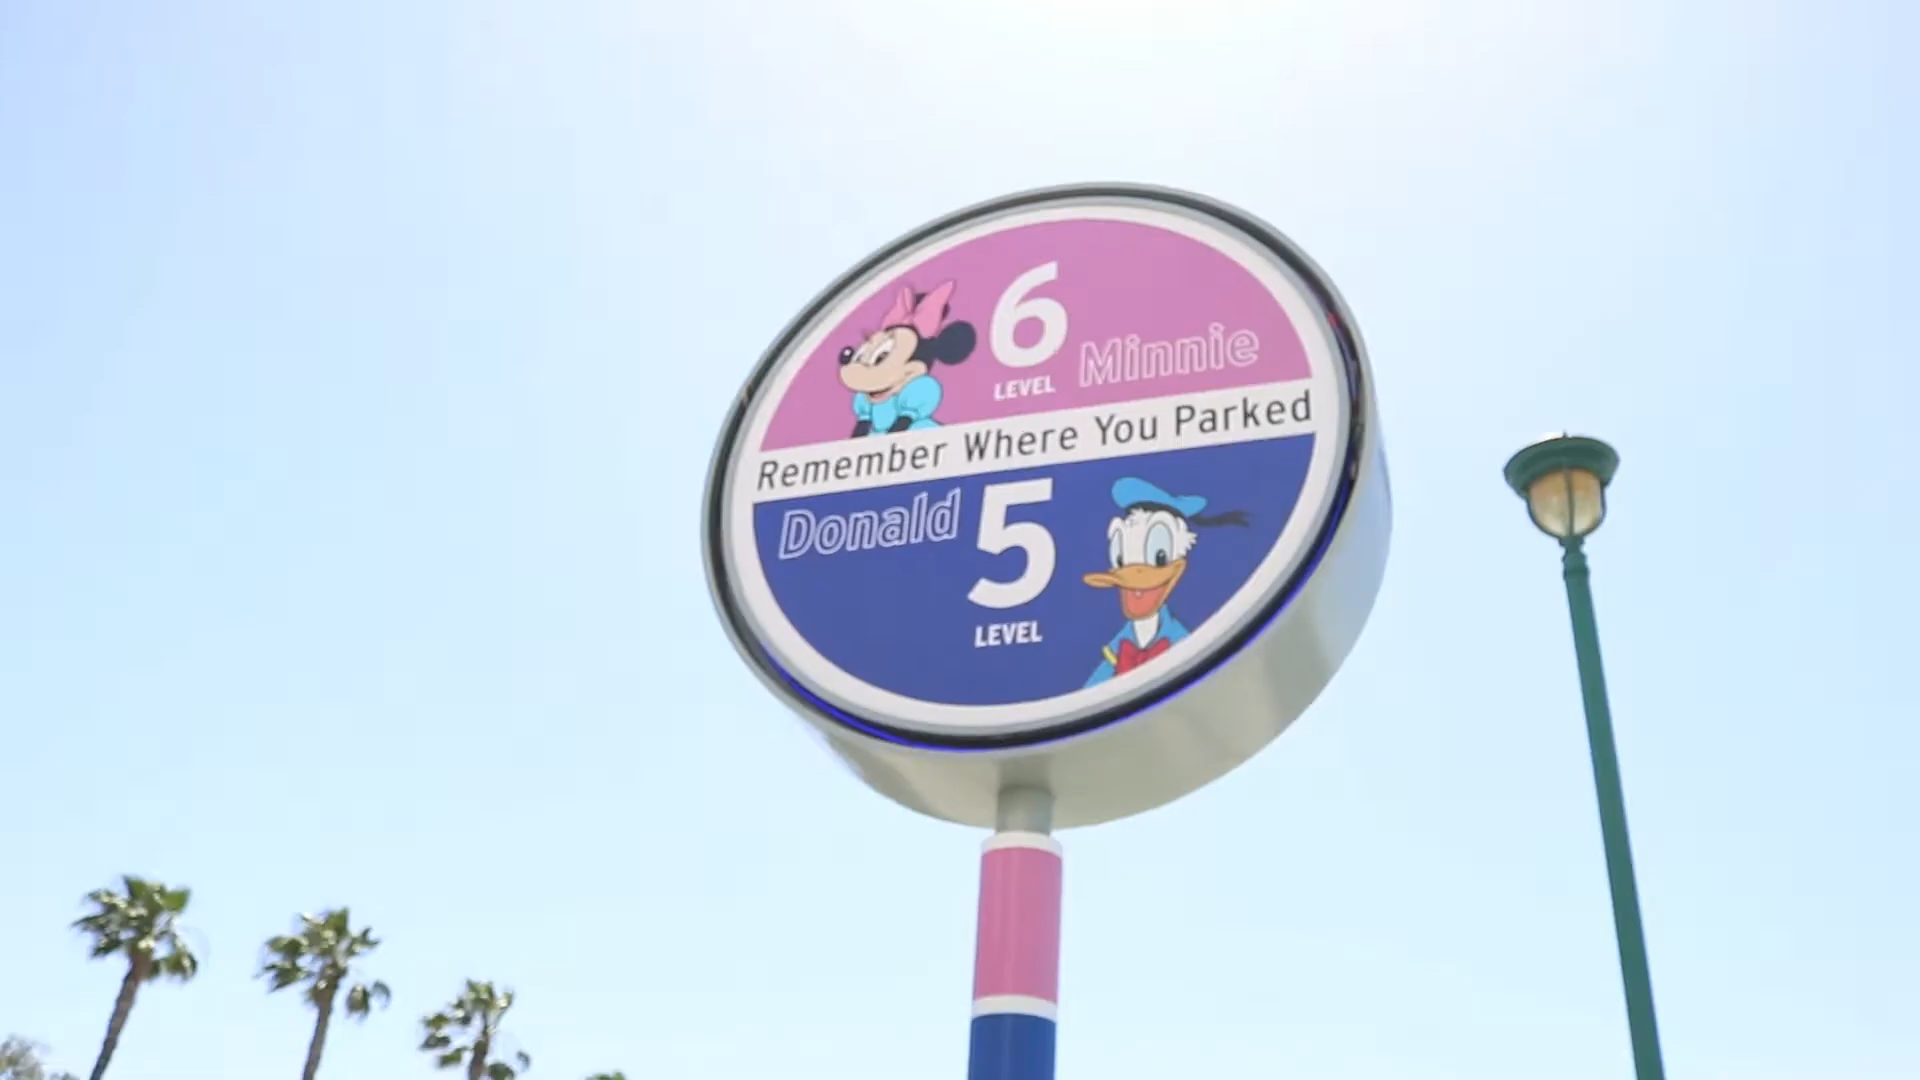 6
LEVEL
Minnie
Remember Where You Parked
Donald
5
LEVEL